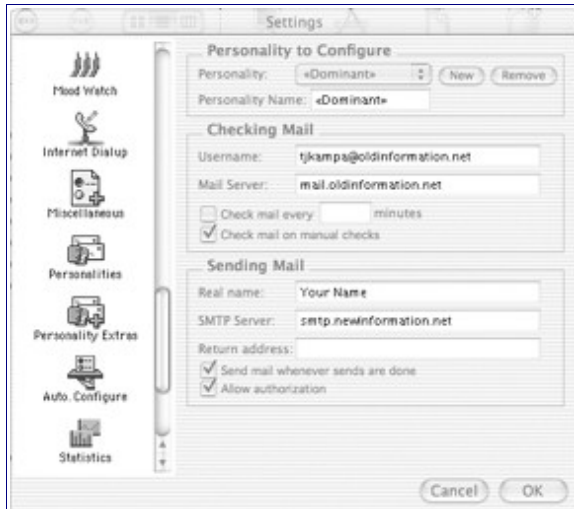 Settings
Mood Watch
Internet Dialup
Miscellaneous
Personalities
Personality Extras
Auto. Configure
Statistics
Personality to Configure
Personality: «Dominant» New Remove
Personality Name: «Dominant»
Checking Mail
Username: tjkampa@oldinformation.net
Mail Server: mail.oldinformation.net
Check mail every minutes
Check mail on manual checks
Sending Mail
Real name: Your Name
SMTP Server: smtp.newinformation.net
Return address:
Send mail whenever sends are done
Allow authorization
Cancel OK